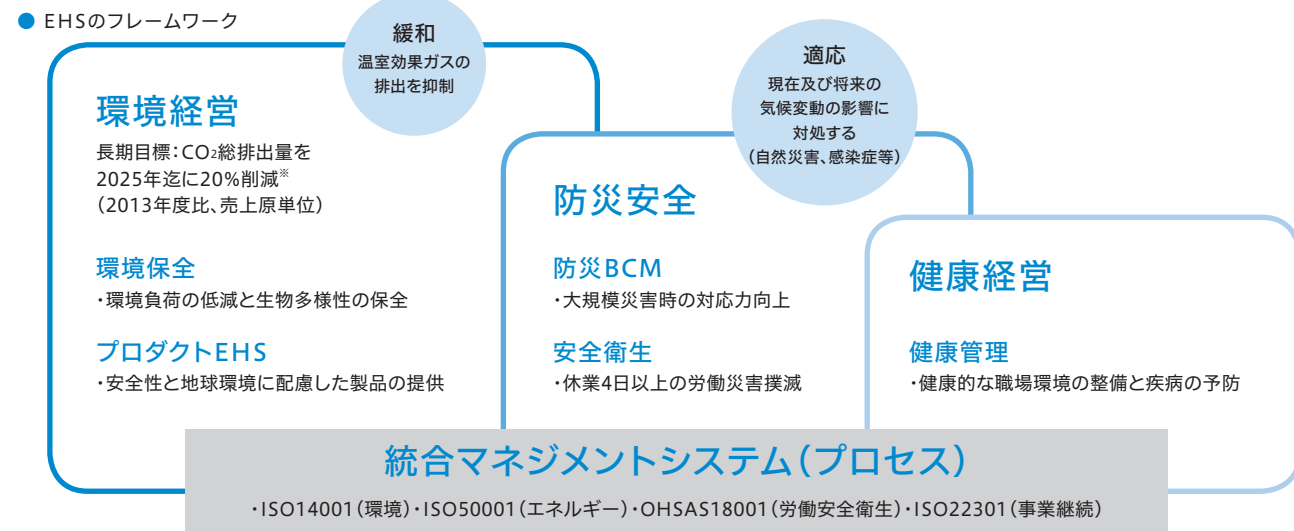 ● EHSのフレームワーク
緩和
温室効果ガスの
排出を抑制
適応
現在及び将来の
気候変動の影響に
対処する
（自然災害、感染症等）
環境経営
長期目標：CO₂総排出量を
2025年迄に20%削減※
（2013年度比、売上原単位）
環境保全
・環境負荷の低減と生物多様性の保全
プロダクトEHS
・安全性と地球環境に配慮した製品の提供
防災安全
防災BCM
・大規模災害時の対応力向上
安全衛生
・休業4日以上の労働災害撲滅
健康経営
健康管理
・健康的な職場環境の整備と疾病の予防
統合マネジメントシステム（プロセス）
・ISO14001（環境）・ISO50001（エネルギー）・OHSAS18001（労働安全衛生）・ISO22301（事業継続）